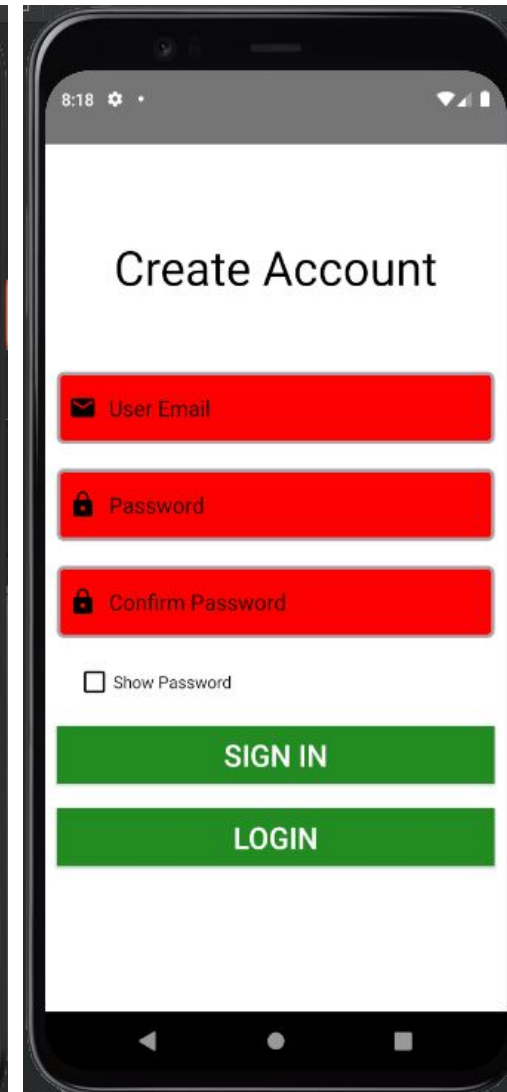 8:18
Create Account
User Email
Password
Confirm Password
Show Password
SIGN IN
LOGIN